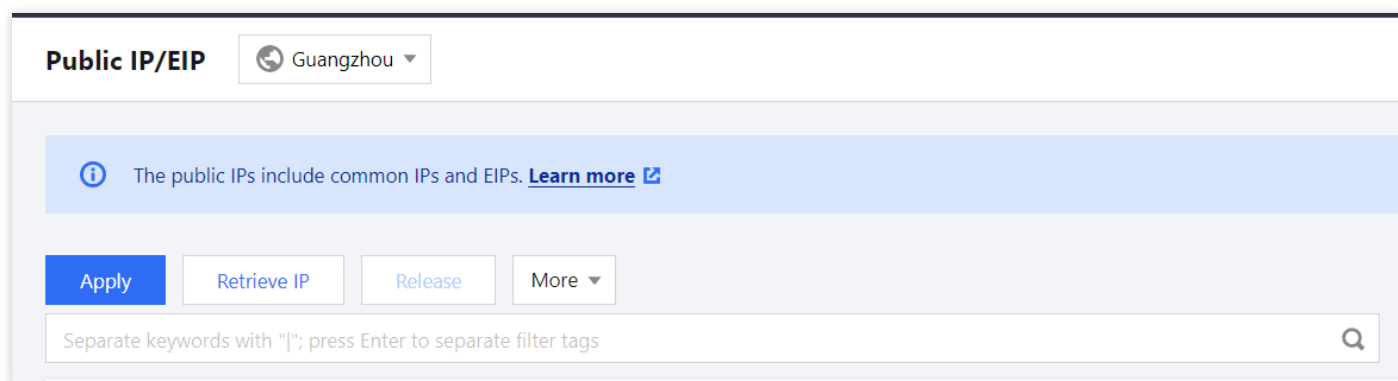 Public IP/EIP Guangzhou
The public IPs include common IPs and EIPs. Learn more
Apply Retrieve IP Release More
Separate keywords with "|"; press Enter to separate filter tags